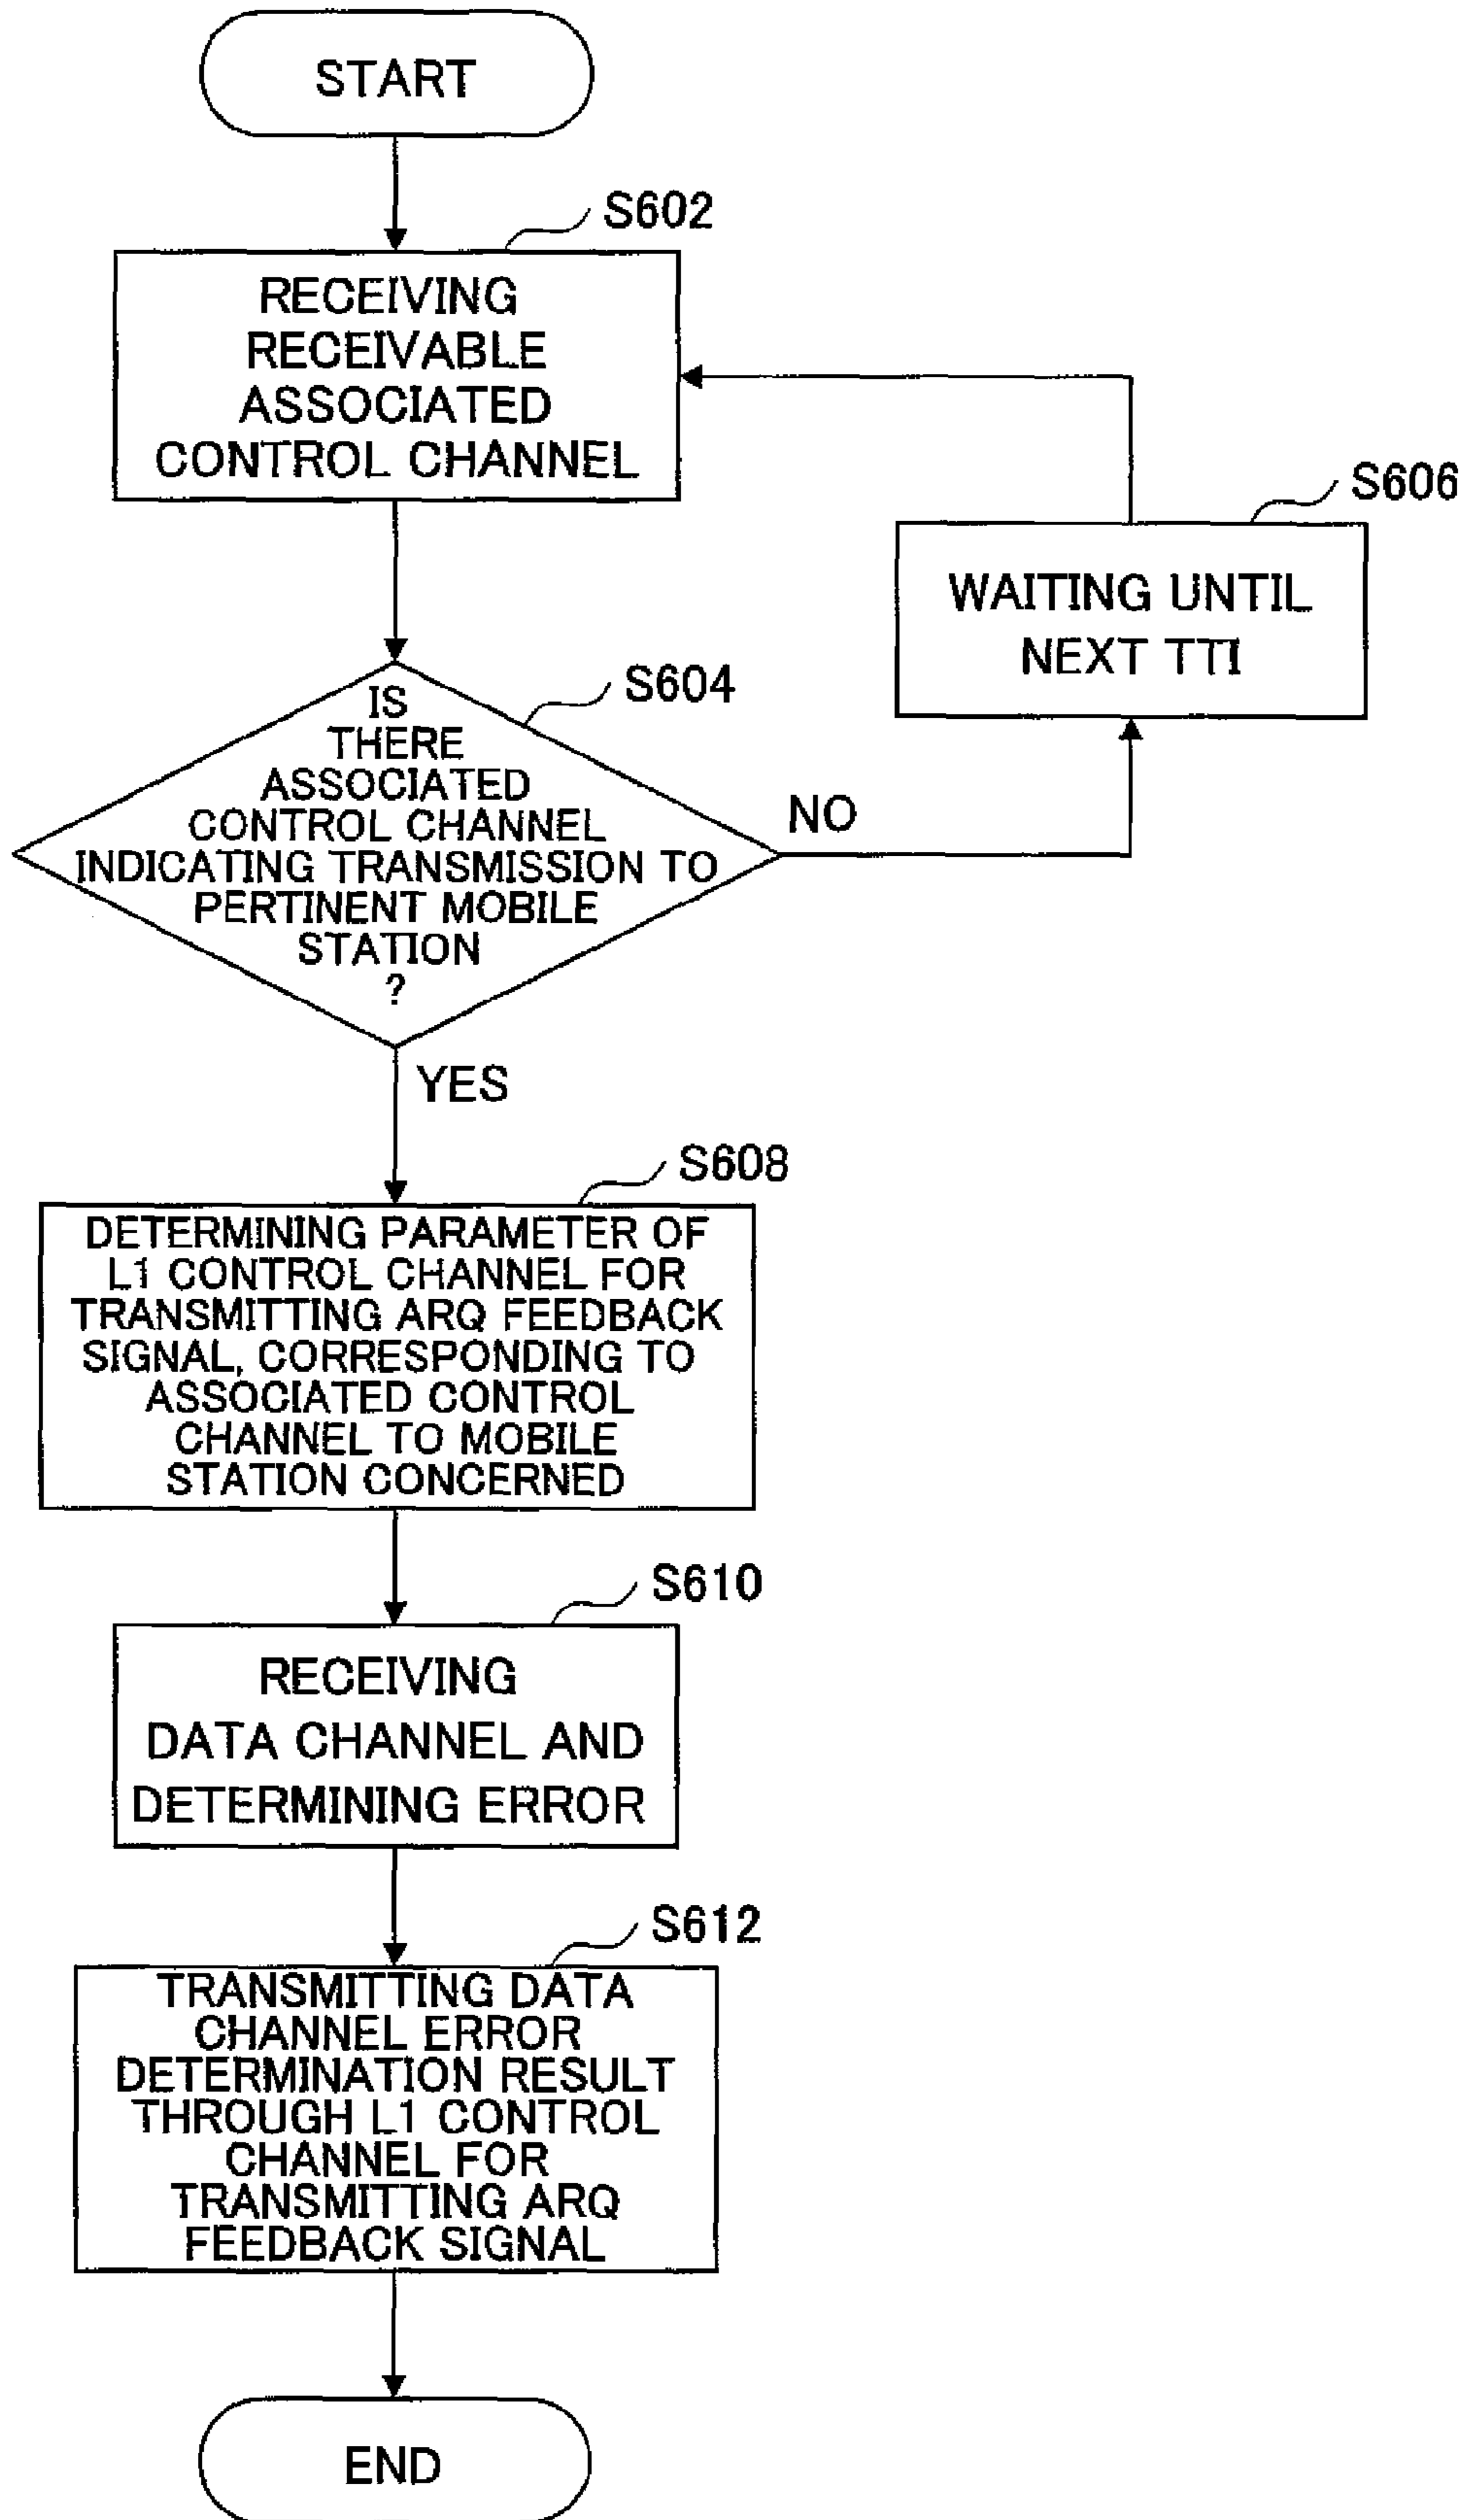 START
S602
RECEIVING
RECEIVABLE
ASSOCIATED
CONTROL CHANNEL
S606
WAITING UNTIL
NEXT TTI
S604
IS
THERE
ASSOCIATED
CONTROL CHANNEL
INDICATING TRANSMISSION TO
PERTINENT MOBILE
STATION
?
NO
YES
S608
DETERMINING PARAMETER OF
L1 CONTROL CHANNEL FOR
TRANSMITTING ARQ FEEDBACK
SIGNAL, CORRESPONDING TO
ASSOCIATED CONTROL
CHANNEL TO MOBILE
STATION CONCERNED
S610
RECEIVING
DATA CHANNEL AND
DETERMINING ERROR
S612
TRANSMITTING DATA
CHANNEL ERROR
DETERMINATION RESULT
THROUGH L1 CONTROL
CHANNEL FOR
TRANSMITTING ARQ
FEEDBACK SIGNAL
END